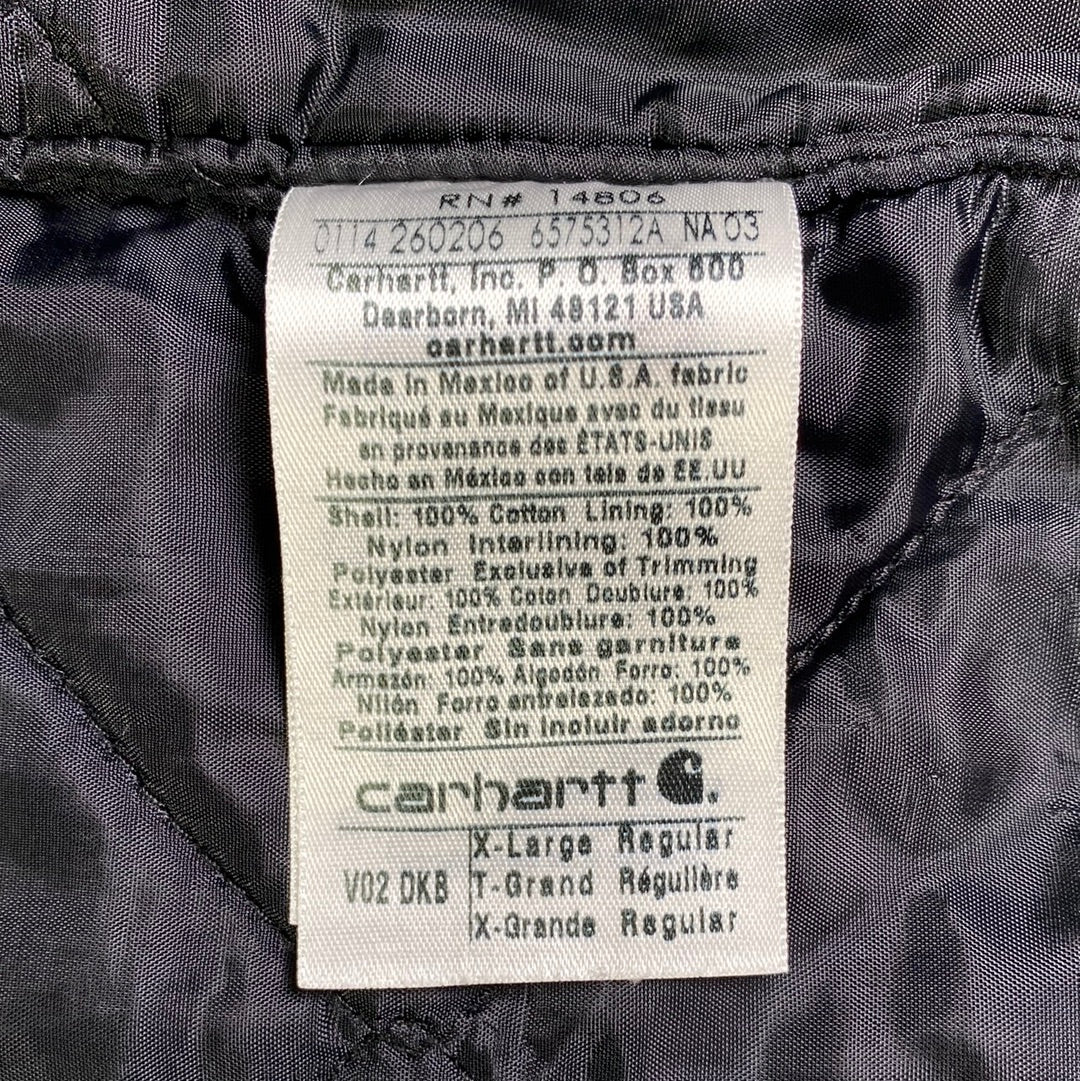 RN# 14806
0114 260206 6575312A NA 03
Carhartt, Inc. P. O. Box 600
Dearborn, MI 48121 USA
carhartt.com
Made in Mexico of U.S.A. fabric
Fabriqué au Mexique avec du tissu
en provenance des ÉTATS-UNIS
Hecho en México con tela de EE.UU
Shell: 100% Cotton Lining: 100%
Nylon Interlining: 100%
Polyester Exclusive of Trimming
Extérieur: 100% Coton Doublure: 100%
Nylon Entredoublure: 100%
Polyester Sans garniture
Armazón: 100% Algodón Forro: 100%
Nilón Forro entrelazado: 100%
Poliéster Sin incluir adorno
carhartt
X-Large Regular
V02 DKB T-Grand Régulière
X-Grande Regular